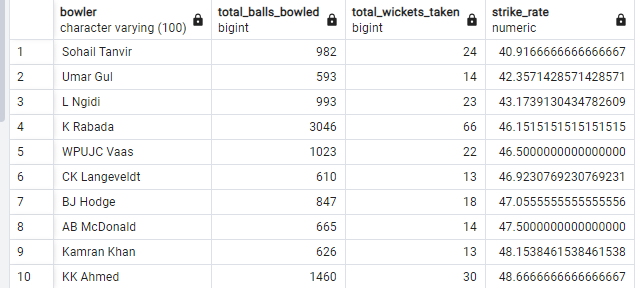 bowler total_balls_bowled total_wickets_taken strike_rate
character varying (100) bigint bigint numeric
1 Sohail Tanvir 982 24 40.9166666666666667
2 Umar Gul 593 14 42.3571428571428571
3 L Ngidi 993 23 43.1739130434782609
4 K Rabada 3046 66 46.1515151515151515
5 WPUJC Vaas 1023 22 46.5000000000000000
6 CK Langeveldt 610 13 46.9230769230769231
7 BJ Hodge 847 18 47.0555555555555556
8 AB McDonald 665 14 47.5000000000000000
9 Kamran Khan 626 13 48.1538461538461538
10 KK Ahmed 1460 30 48.6666666666666667